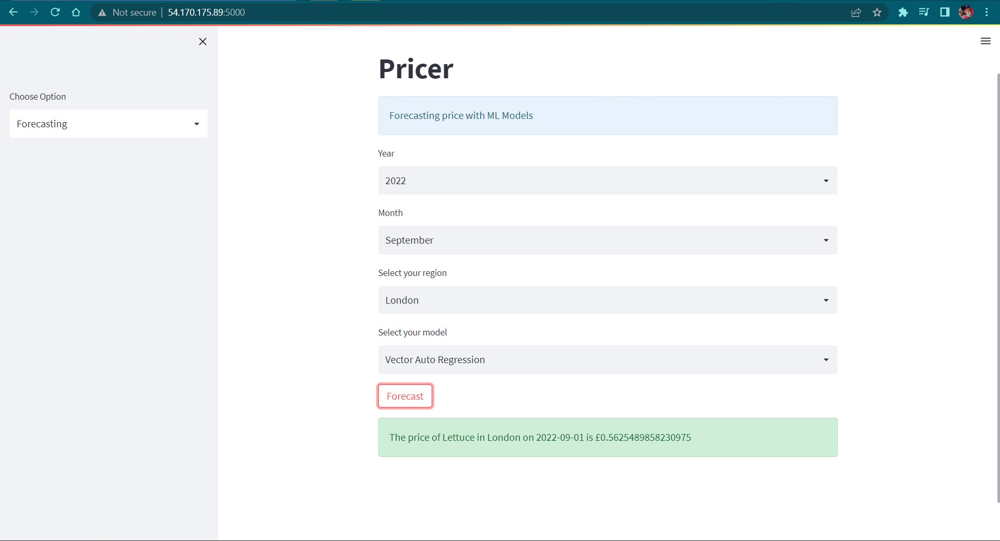 Not secure | 54.170.175.89:5000
Choose Option
Forecasting
Pricer
Forecasting price with ML Models
Year
2022
Month
September
Select your region
London
Select your model
Vector Auto Regression
Forecast
The price of Lettuce in London on 2022-09-01 is £0.5625489858230975